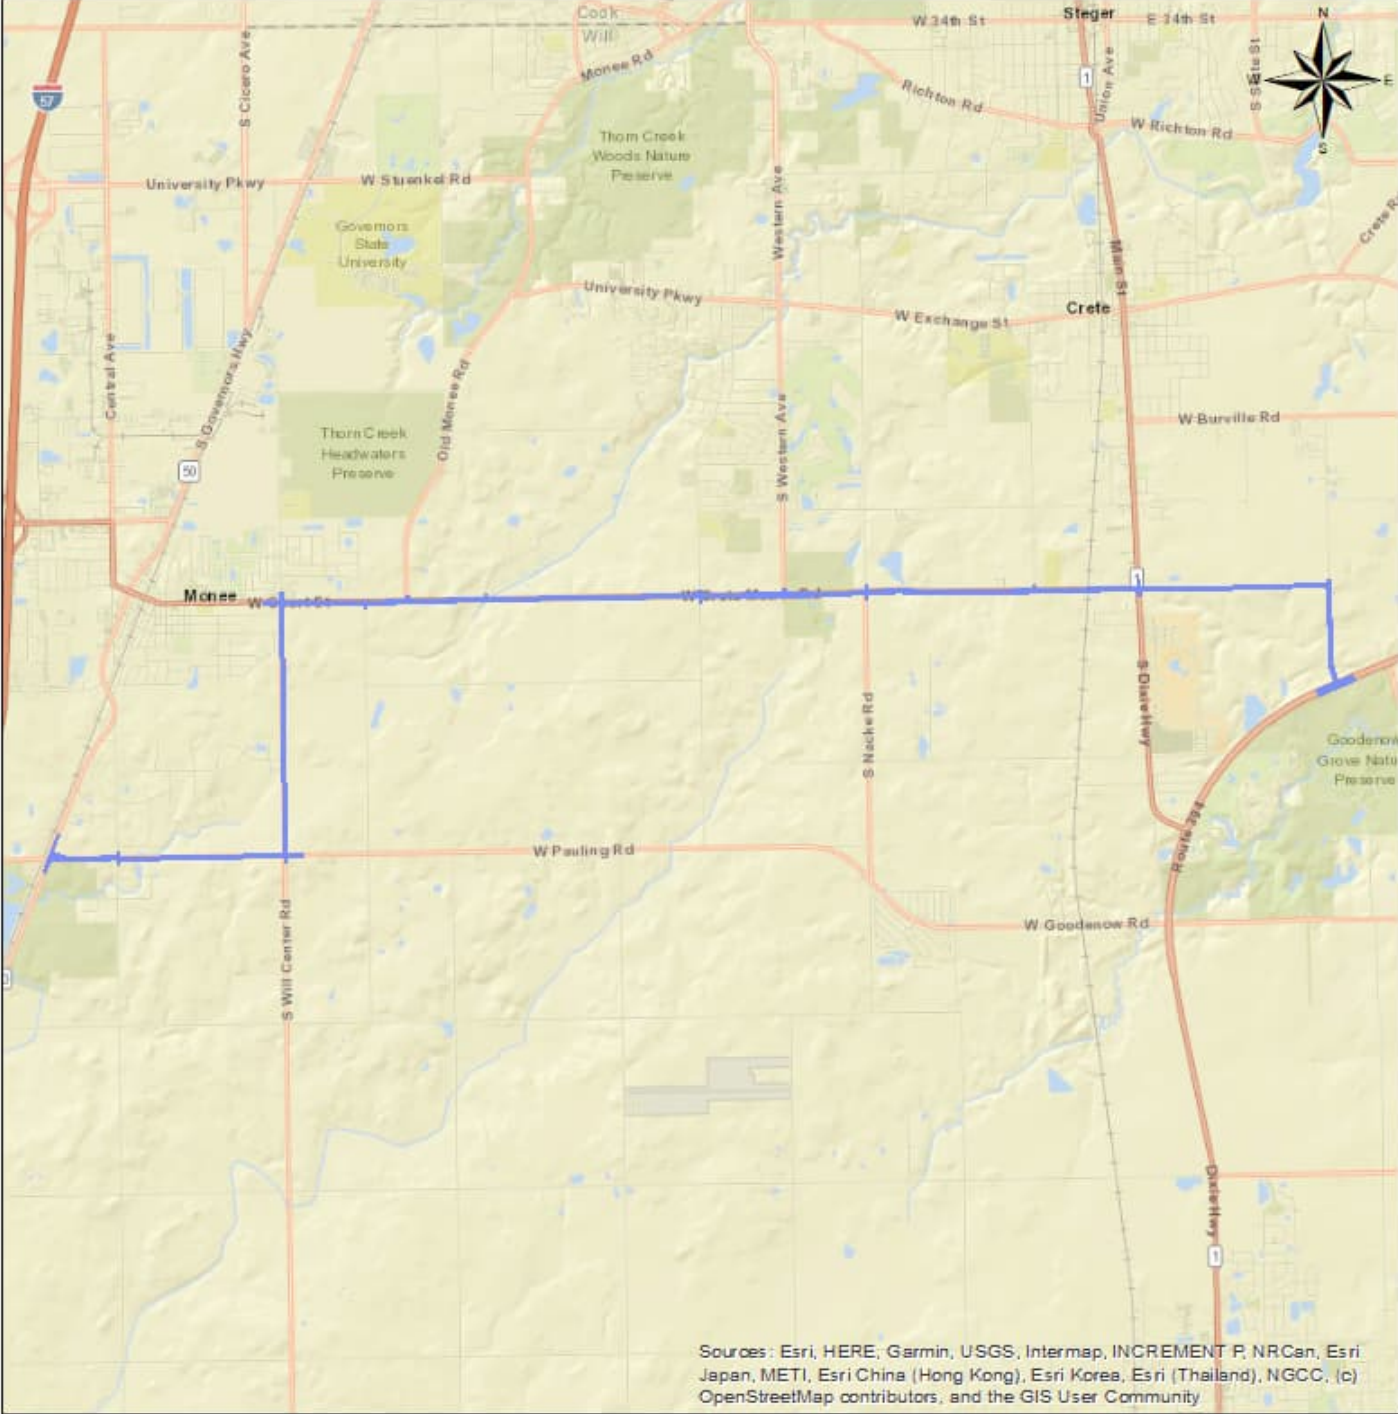 Cook
Will
W 34th St
Steger
E 34th St
N
57
S Cicero Ave
Monee Rd
1
Union Ave
S State St
E
Richton Rd
W Richton Rd
S
Thorn Creek
Woods Nature
Preserve
University Pkwy
W Stuenkel Rd
Western Ave
Governors
State
University
Main St
University Pkwy
W Exchange St
Crete
Central Ave
S Governors Hwy
Old Monee Rd
S Western Ave
W Burville Rd
Thorn Creek
Headwaters
Preserve
50
1
Monee
S Dixie Hwy
S Nacke Rd
Grove
Preserve
Route 394
W Pauling Rd
S Will Center Rd
W Goodenow Rd
Dixie Hwy
1
Sources: Esri, HERE, Garmin, USGS, Intermap, INCREMENT P, NRCan, Esri
Japan, METI, Esri China (Hong Kong), Esri Korea, Esri (Thailand), NGCC, (c)
OpenStreetMap contributors, and the GIS User Community